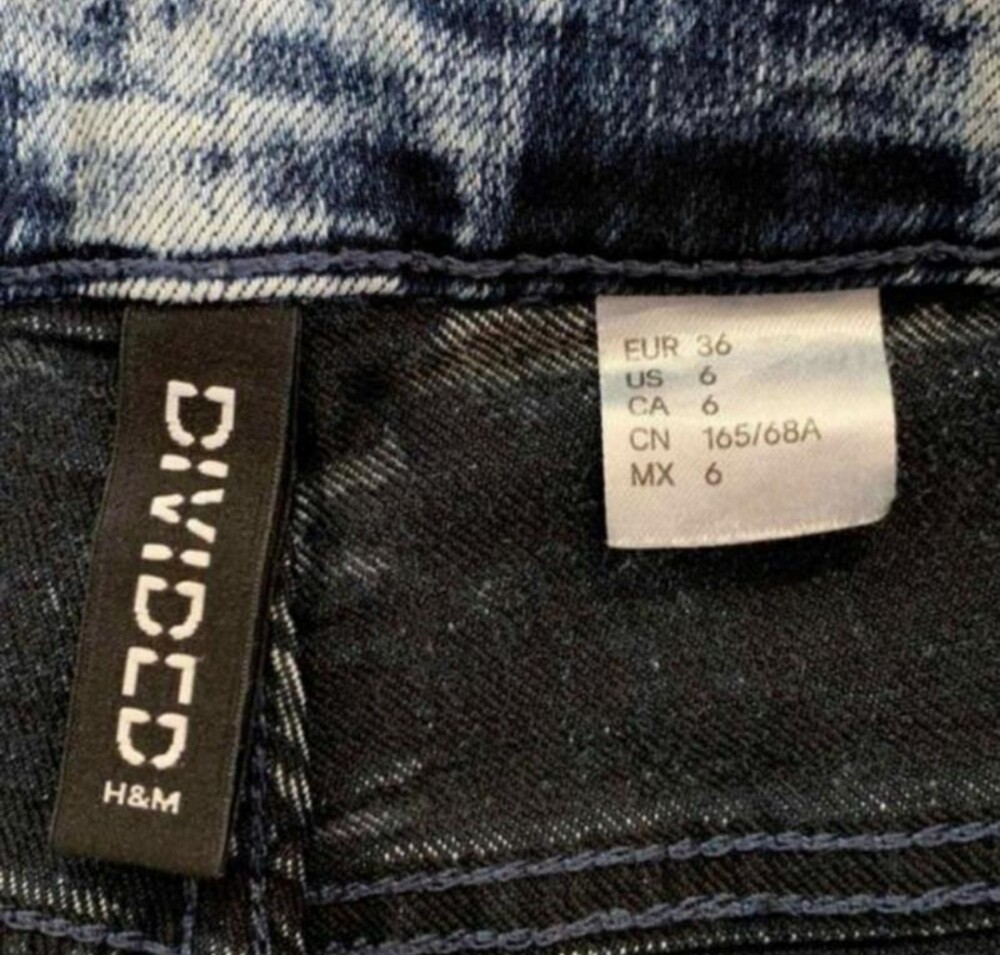 DIVIDED
H&M
EUR 36
US 6
CA 6
CN 165/68A
MX 6